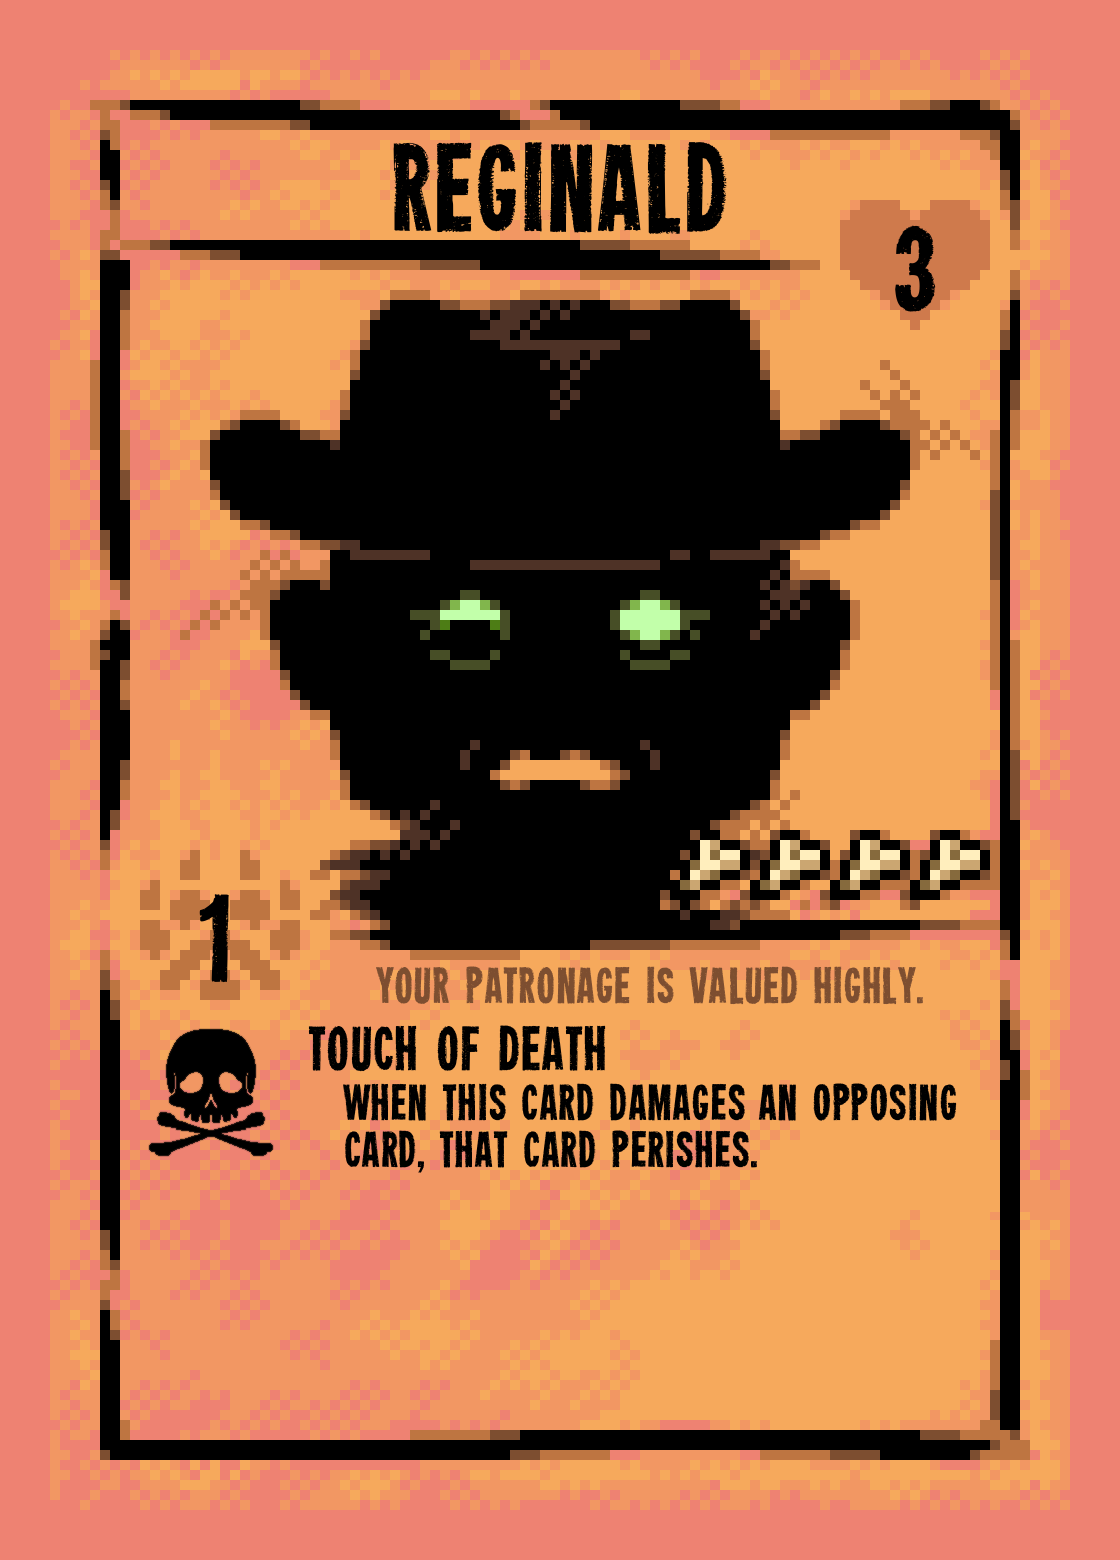 REGINALD
3
1
YOUR PATRONAGE IS VALUED HIGHLY.
TOUCH OF DEATH
WHEN THIS CARD DAMAGES AN OPPOSING
CARD, THAT CARD PERISHES.